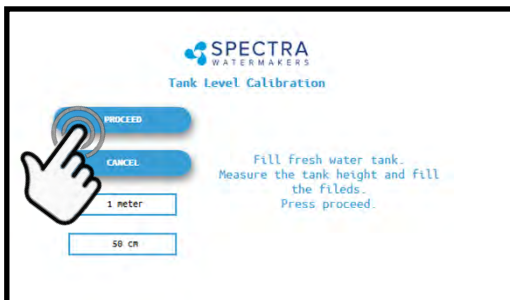 SPECTRA
WATERMAKERS
Tank Level Calibration
PROCEED
CANCEL
1 meter
50 cm
Fill fresh water tank.
Measure the tank height and fill
the fileds.
Press proceed.